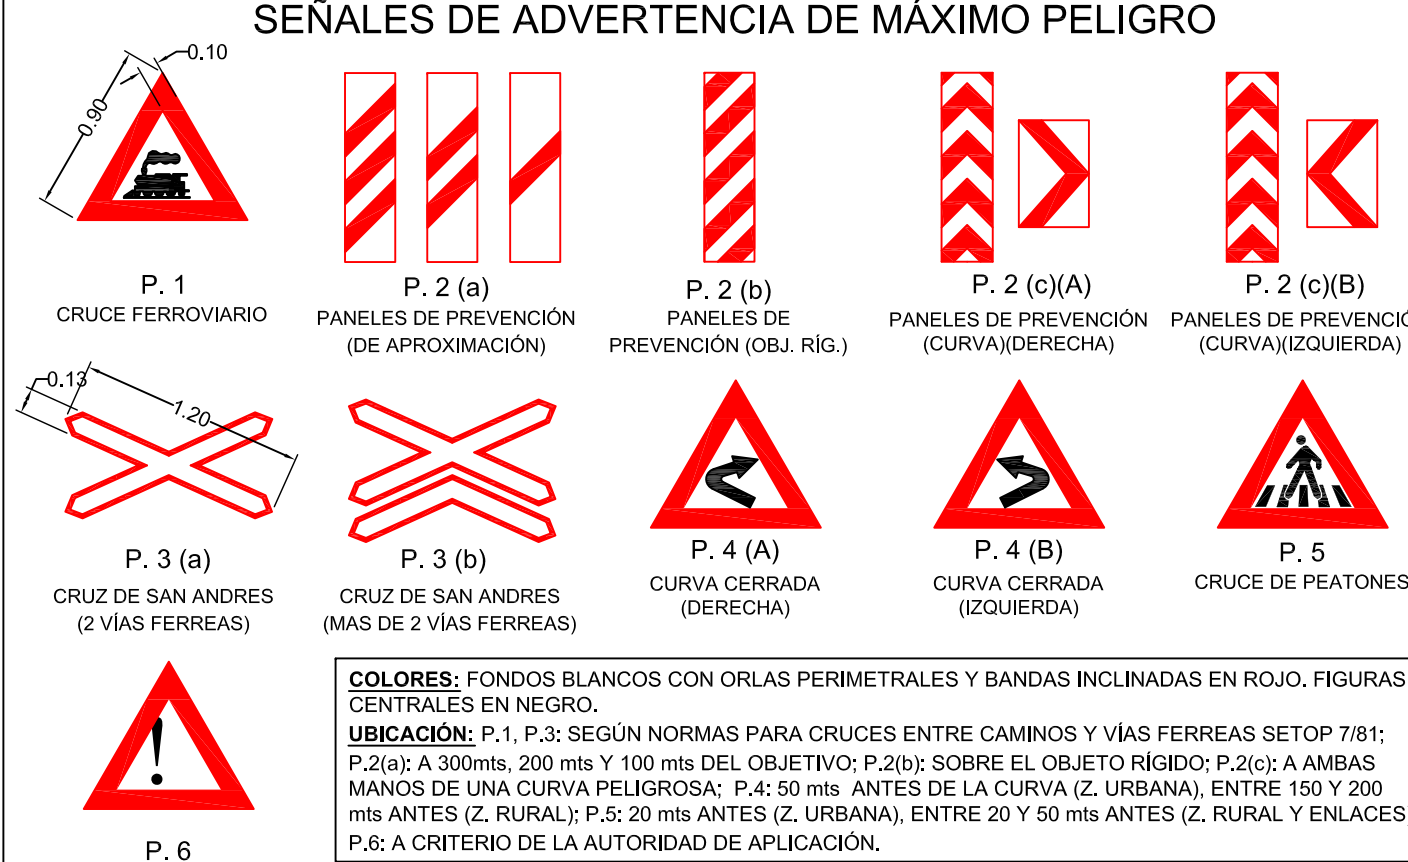 SEÑALES DE ADVERTENCIA DE MÁXIMO PELIGRO
0.10
0.90
P. 1
CRUCE FERROVIARIO
P. 2 (a)
PANELES DE PREVENCIÓN
(DE APROXIMACIÓN)
P. 2 (b)
PANELES DE
PREVENCIÓN (OBJ. RÍG.)
P. 2 (c)(A)
PANELES DE PREVENCIÓN
(CURVA)(DERECHA)
P. 2 (c)(B)
PANELES DE PREVENCIÓ
(CURVA)(IZQUIERDA)
0.13
1.20
P. 3 (a)
CRUZ DE SAN ANDRES
(2 VÍAS FERREAS)
P. 3 (b)
CRUZ DE SAN ANDRES
(MAS DE 2 VÍAS FERREAS)
P. 4 (A)
CURVA CERRADA
(DERECHA)
P. 4 (B)
CURVA CERRADA
(IZQUIERDA)
P. 5
CRUCE DE PEATONES
!
P. 6
COLORES: FONDOS BLANCOS CON ORLAS PERIMETRALES Y BANDAS INCLINADAS EN ROJO. FIGURAS
CENTRALES EN NEGRO.
UBICACIÓN: P.1, P.3: SEGÚN NORMAS PARA CRUCES ENTRE CAMINOS Y VÍAS FERREAS SETOP 7/81;
P.2(a): A 300mts, 200 mts Y 100 mts DEL OBJETIVO; P.2(b): SOBRE EL OBJETO RÍGIDO; P.2(c): A AMBAS
MANOS DE UNA CURVA PELIGROSA; P.4: 50 mts ANTES DE LA CURVA (Z. URBANA), ENTRE 150 Y 200
mts ANTES (Z. RURAL); P.5: 20 mts ANTES (Z. URBANA), ENTRE 20 Y 50 mts ANTES (Z. RURAL Y ENLACES)
P.6: A CRITERIO DE LA AUTORIDAD DE APLICACIÓN.